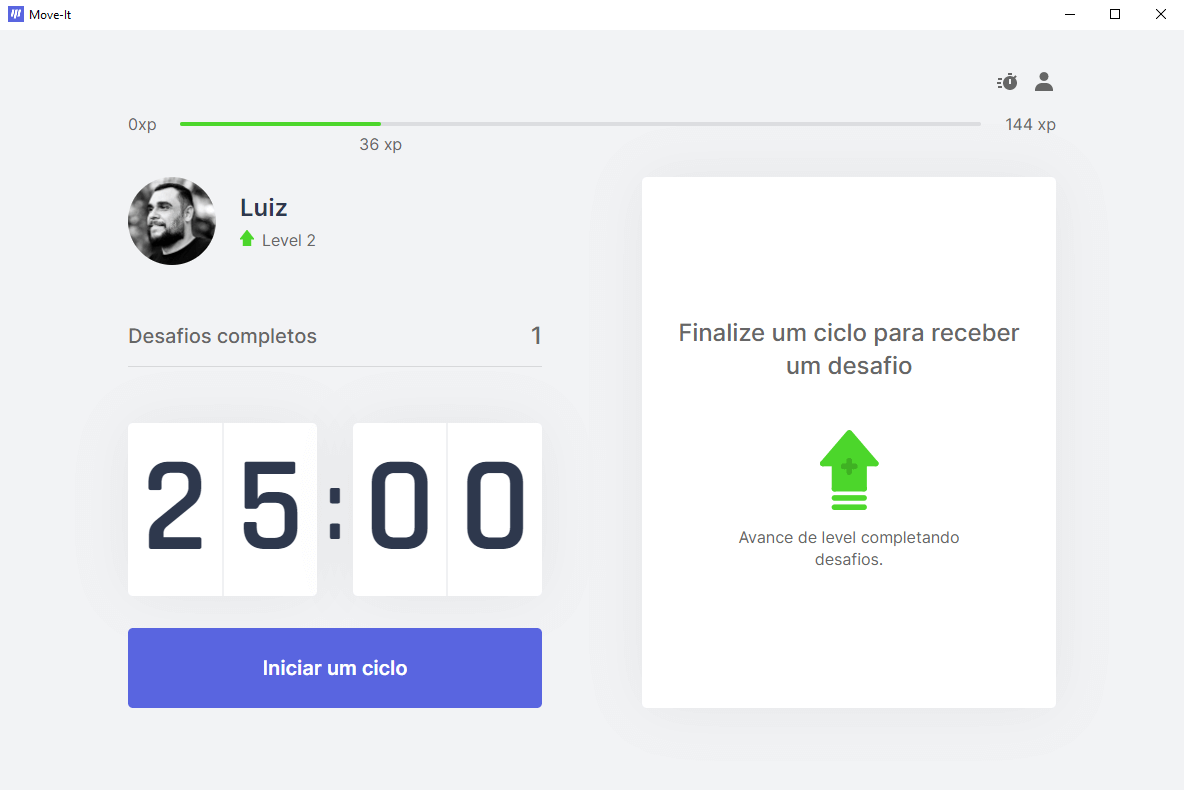 Move-It
0xp
144 xp
36 xp
Luiz
Level 2
Desafios completos
1
25:00
Iniciar um ciclo
Finalize um ciclo para receber
um desafio
Avance de level completando
desafios.